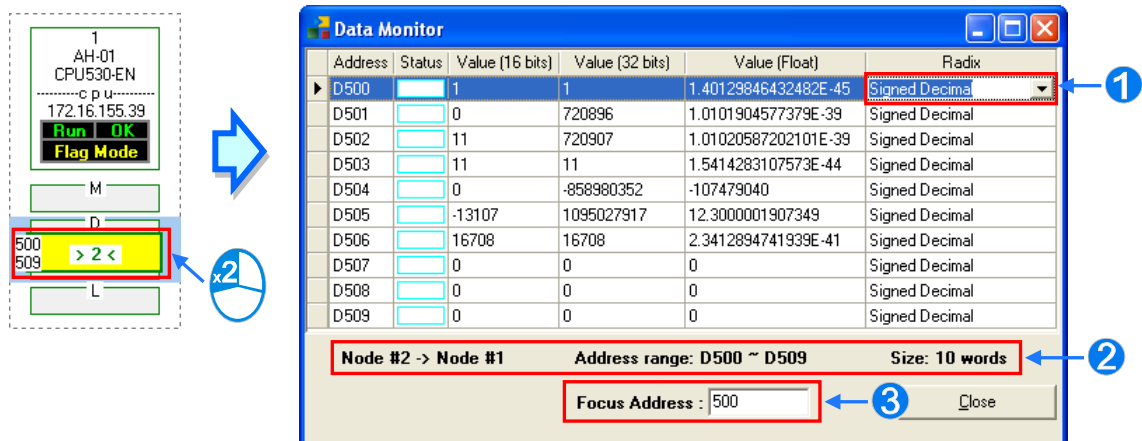 1
AH-01
CPU530-EN
---------c p u---------
172.16.155.39
Run OK
Flag Mode
M
D
500
509
> 2 <
L
x2
Data Monitor
Address Status Value (16 bits) Value (32 bits) Value (Float) Radix
D500 1 1 1.40129846432482E-45 Signed Decimal
D501 0 720896 1.0101904577379E-39 Signed Decimal
D502 11 720907 1.01020587202101E-39 Signed Decimal
D503 11 11 1.5414283107573E-44 Signed Decimal
D504 0 -858980352 -107479040 Signed Decimal
D505 -13107 1095027917 12.3000001907349 Signed Decimal
D506 16708 16708 2.3412894741939E-41 Signed Decimal
D507 0 0 0 Signed Decimal
D508 0 0 0 Signed Decimal
D509 0 0 0 Signed Decimal
Node #2 -> Node #1 Address range: D500 ~ D509 Size: 10 words
Focus Address : 500
Close
1
2
3